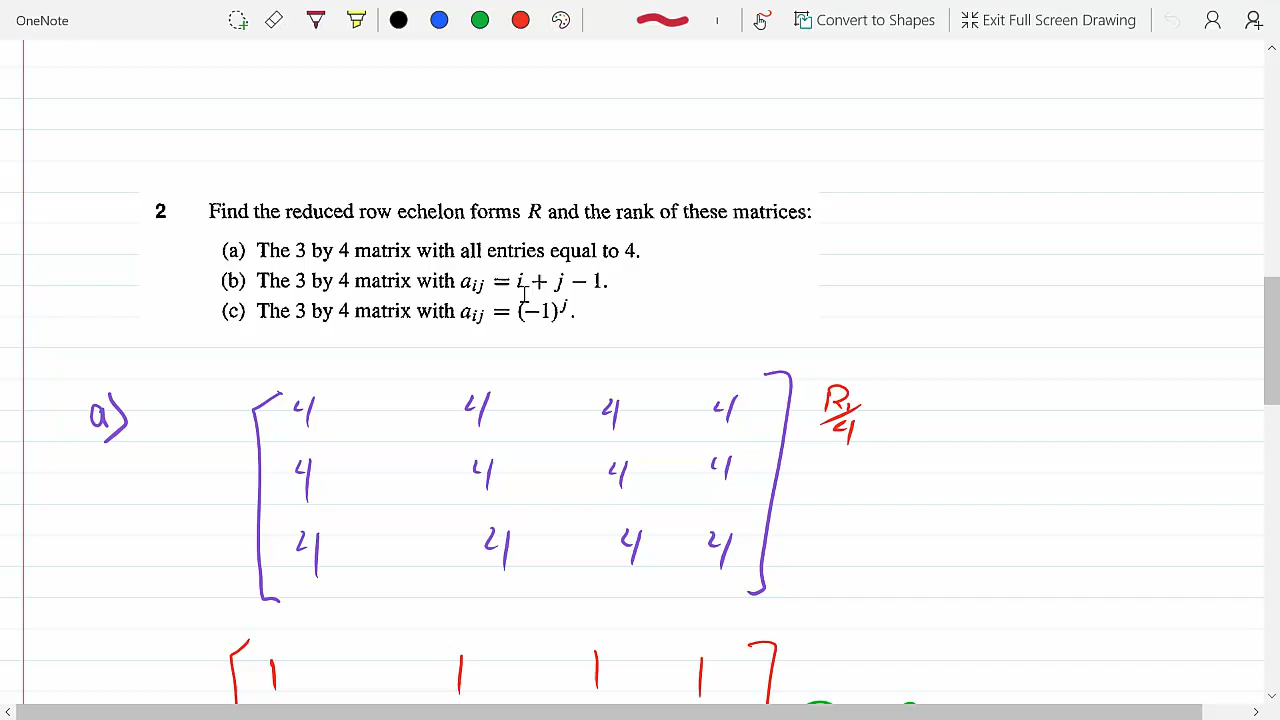 OneNote
Convert to Shapes
Exit Full Screen Drawing
2 Find the reduced row echelon forms R and the rank of these matrices:
(a) The 3 by 4 matrix with all entries equal to 4.
(b) The 3 by 4 matrix with aij = i + j − 1.
(c) The 3 by 4 matrix with aij = (−1)^j.
a) 4 4 4 4 R1/4
4 4 4 4
4 4 4 4
1 1 1 1